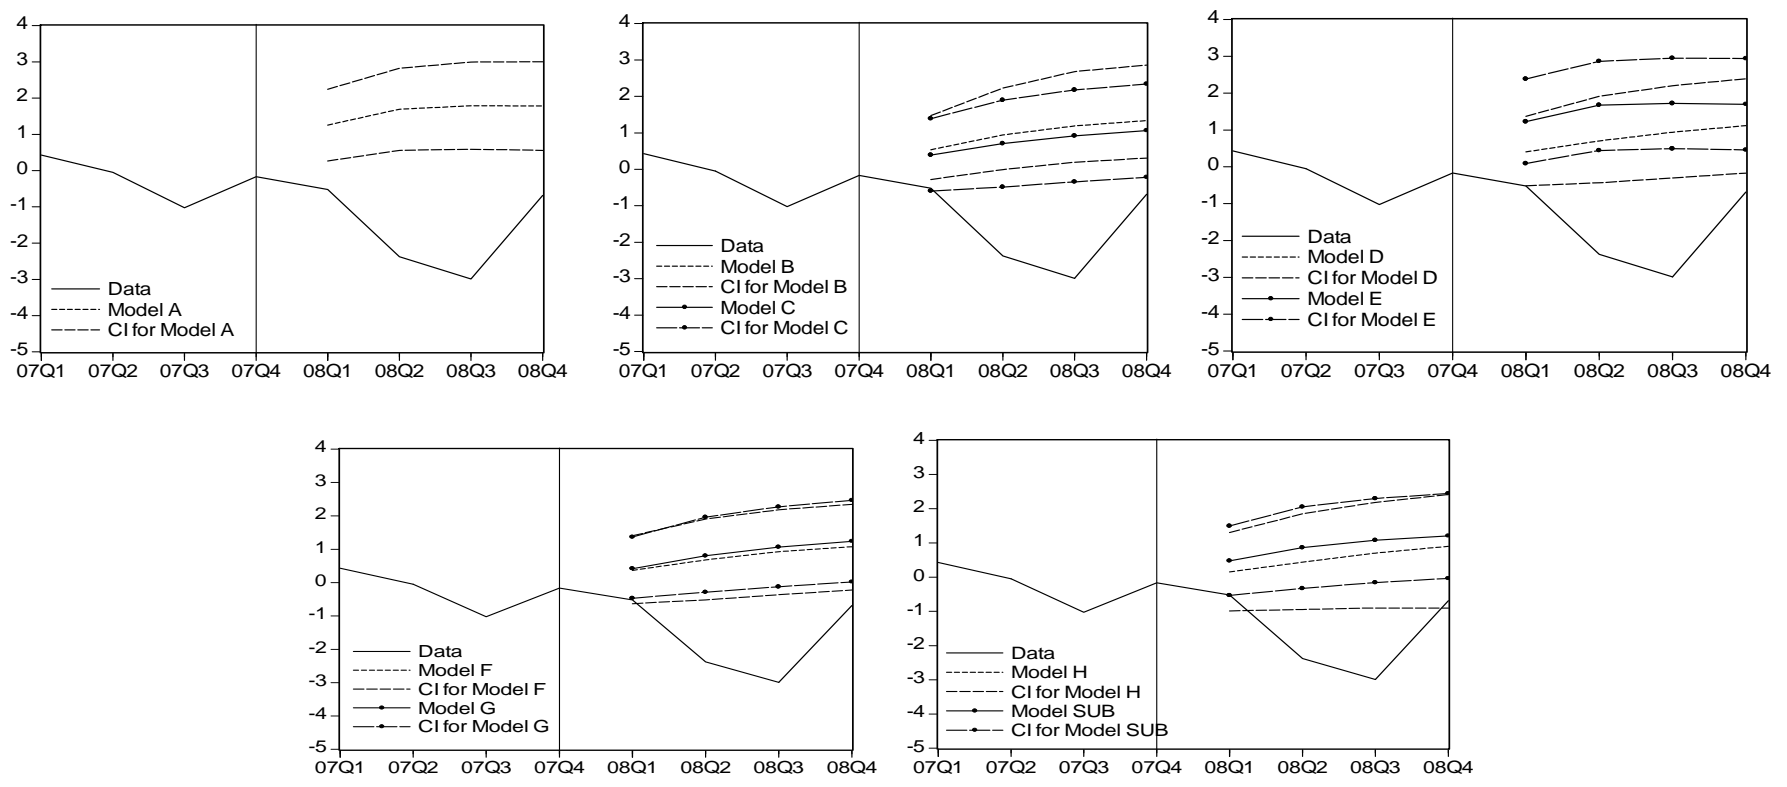 4
3
2
1
0
-1
-2
-3
-4
-5
Data
Model A
CI for Model A
07Q1 07Q2 07Q3 07Q4 08Q1 08Q2 08Q3 08Q4
4
3
2
1
0
-1
-2
-3
-4
-5
Data
Model B
CI for Model B
Model C
CI for Model C
07Q1 07Q2 07Q3 07Q4 08Q1 08Q2 08Q3 08Q4
4
3
2
1
0
-1
-2
-3
-4
-5
Data
Model D
CI for Model D
Model E
CI for Model E
07Q1 07Q2 07Q3 07Q4 08Q1 08Q2 08Q3 08Q4
4
3
2
1
0
-1
-2
-3
-4
-5
Data
Model F
CI for Model F
Model G
CI for Model G
07Q1 07Q2 07Q3 07Q4 08Q1 08Q2 08Q3 08Q4
4
3
2
1
0
-1
-2
-3
-4
-5
Data
Model H
CI for Model H
Model SUB
CI for Model SUB
07Q1 07Q2 07Q3 07Q4 08Q1 08Q2 08Q3 08Q4